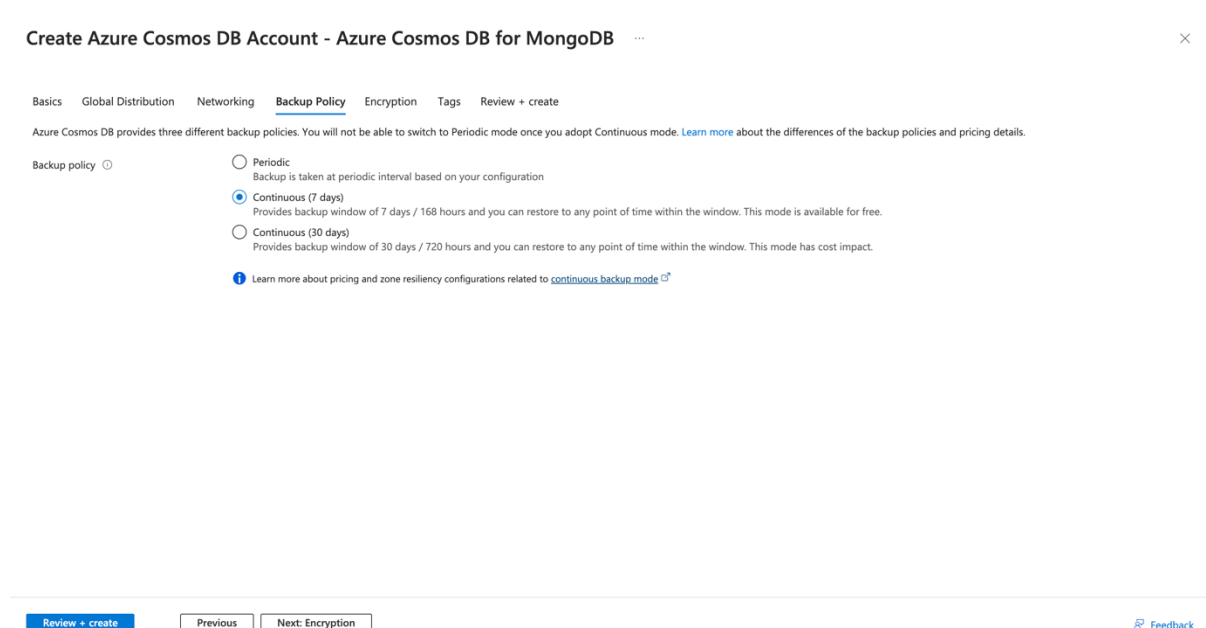 Create Azure Cosmos DB Account - Azure Cosmos DB for MongoDB ...
Basics Global Distribution Networking Backup Policy Encryption Tags Review + create
Azure Cosmos DB provides three different backup policies. You will not be able to switch to Periodic mode once you adopt Continuous mode. Learn more about the differences of the backup policies and pricing details.
Backup policy
Periodic
Backup is taken at periodic interval based on your configuration
Continuous (7 days)
Provides backup window of 7 days / 168 hours and you can restore to any point of time within the window. This mode is available for free.
Continuous (30 days)
Provides backup window of 30 days / 720 hours and you can restore to any point of time within the window. This mode has cost impact.
Learn more about pricing and zone resiliency configurations related to continuous backup mode
Review + create Previous Next: Encryption Feedback